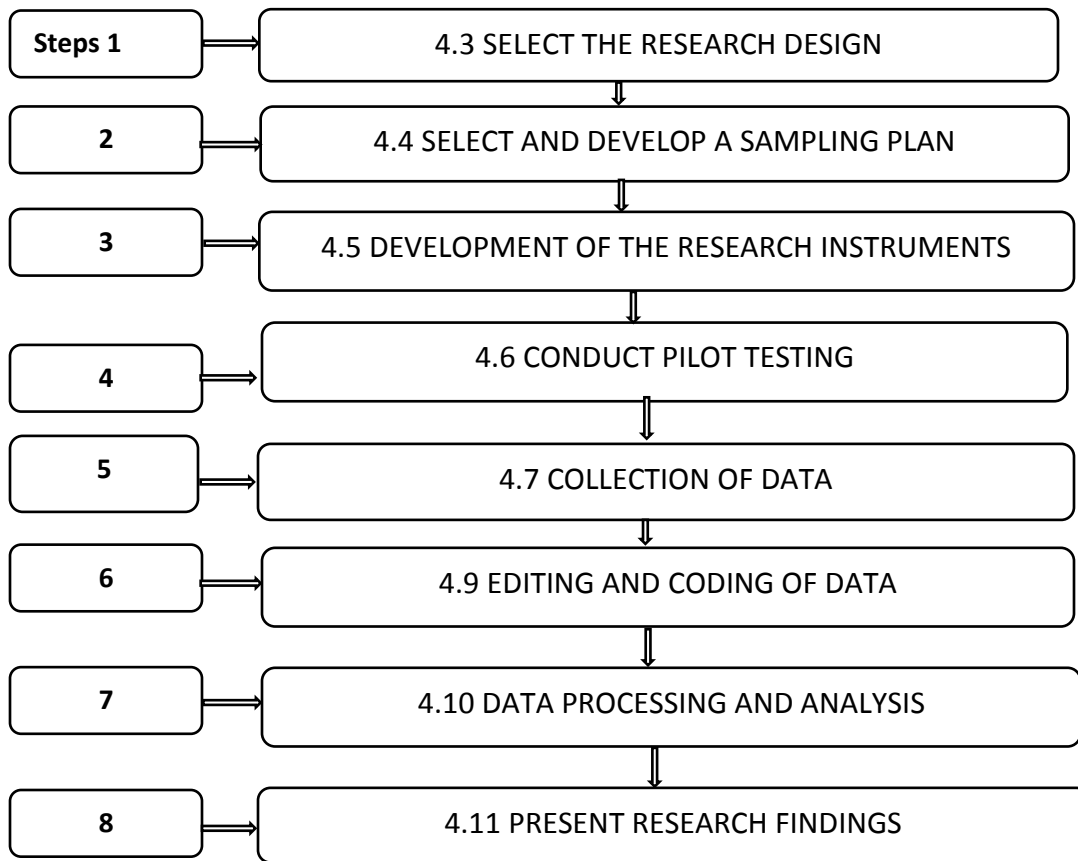 Steps 1
4.3 SELECT THE RESEARCH DESIGN
2
4.4 SELECT AND DEVELOP A SAMPLING PLAN
3
4.5 DEVELOPMENT OF THE RESEARCH INSTRUMENTS
4
4.6 CONDUCT PILOT TESTING
5
4.7 COLLECTION OF DATA
6
4.9 EDITING AND CODING OF DATA
7
4.10 DATA PROCESSING AND ANALYSIS
8
4.11 PRESENT RESEARCH FINDINGS